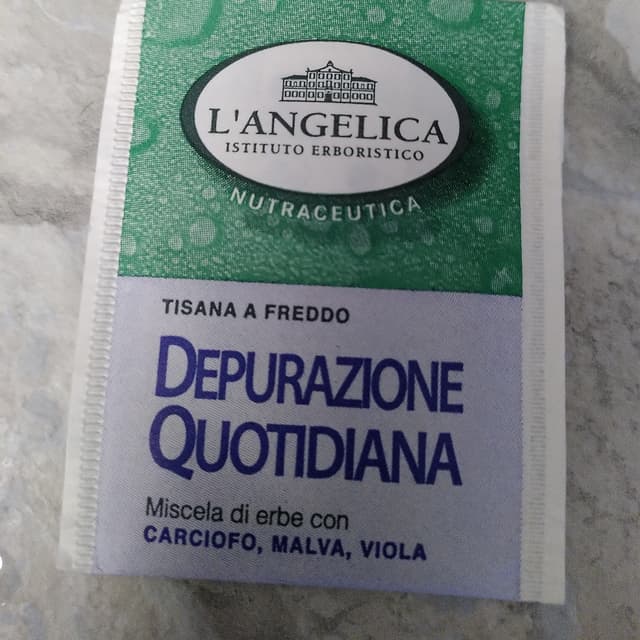 L'ANGELICA
ISTITUTO ERBORISTICO
NUTRACEUTICA
TISANA A FREDDO
DEPURAZIONE
QUOTIDIANA
Miscela di erbe con
CARCIOFO, MALVA, VIOLA